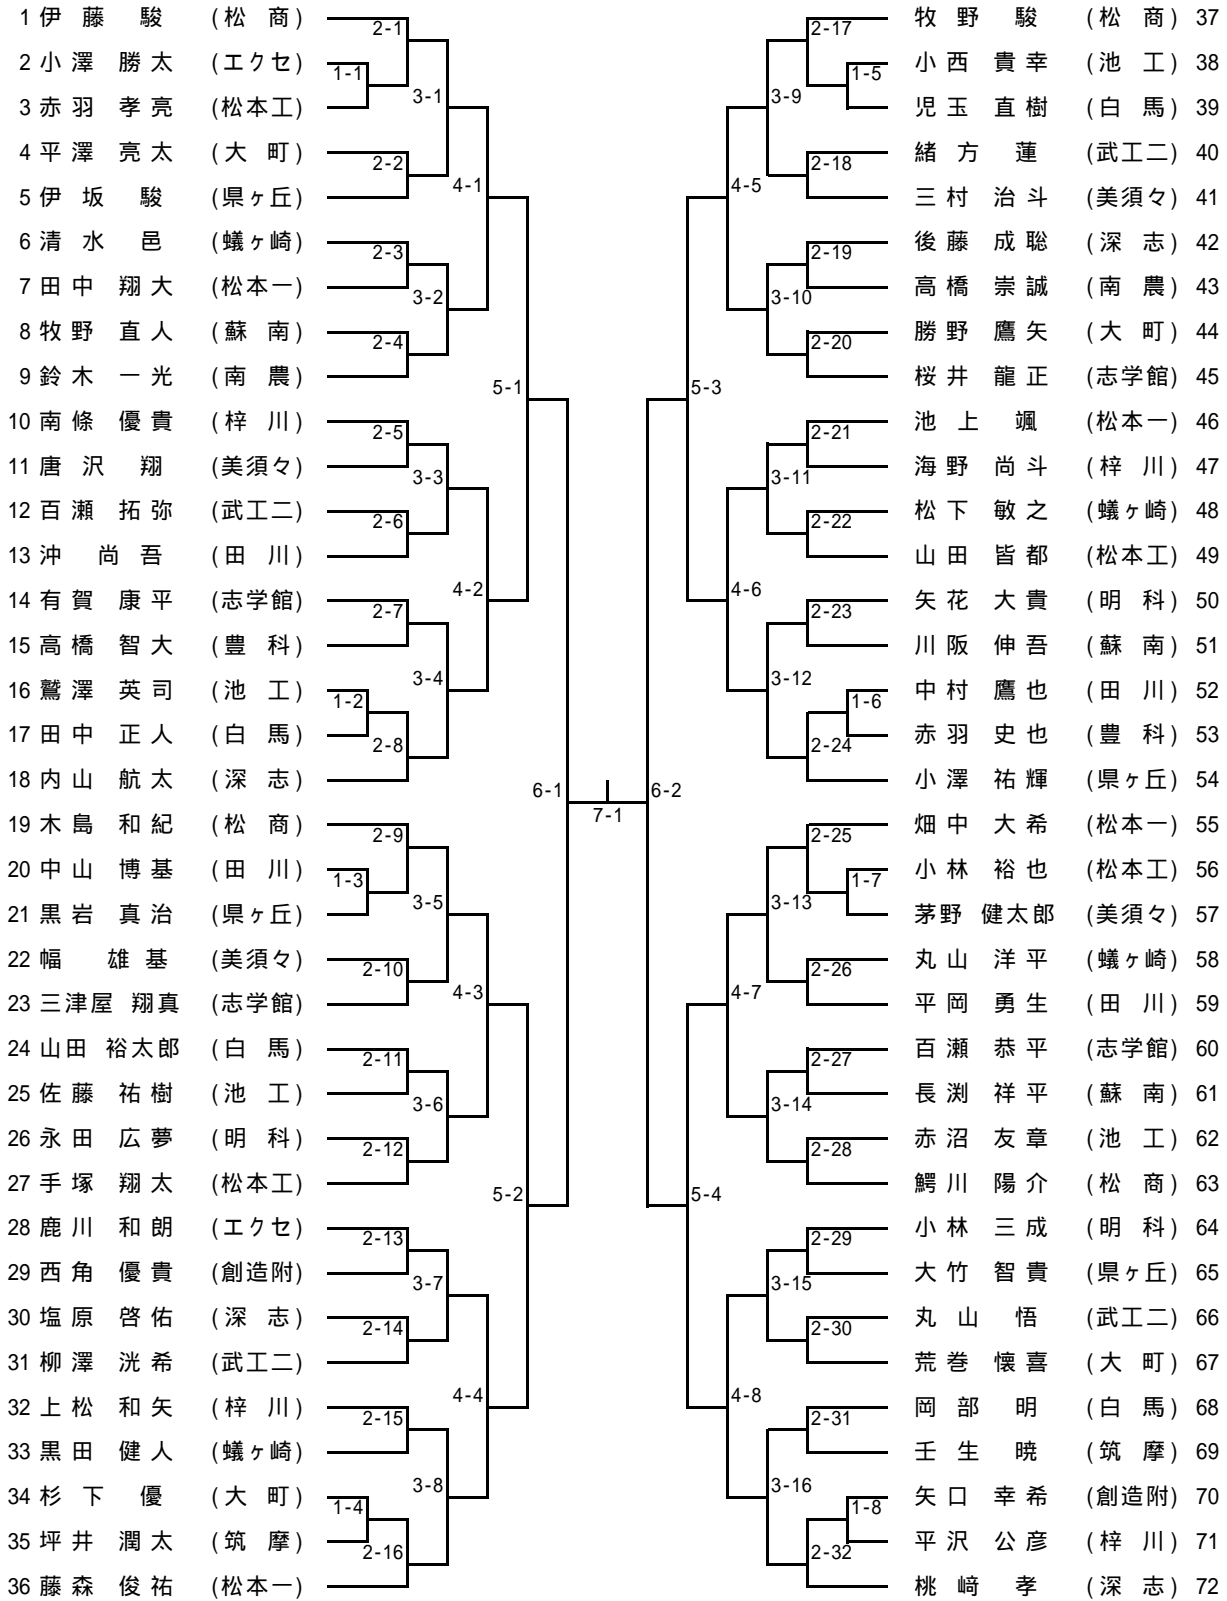 1 伊藤 駿 (松商)
2 小澤 勝太 (エクセ)
3 赤羽 孝亮 (松本工)
4 平澤 亮太 (大町)
5 伊坂 駿 (県ヶ丘)
6 清水 邑 (蟻ヶ崎)
7 田中 翔大 (松本一)
8 牧野 直人 (蘇南)
9 鈴木 一光 (南農)
10 南條 優貴 (梓川)
11 唐沢 翔 (美須々)
12 百瀬 拓弥 (武工二)
13 沖 尚吾 (田川)
14 有賀 康平 (志学館)
15 高橋 智大 (豊科)
16 鷲澤 英司 (池工)
17 田中 正人 (白馬)
18 内山 航太 (深志)
19 木島 和紀 (松商)
20 中山 博基 (田川)
21 黒岩 真治 (県ヶ丘)
22 幅 雄基 (美須々)
23 三津屋 翔真 (志学館)
24 山田 裕太郎 (白馬)
25 佐藤 祐樹 (池工)
26 永田 広夢 (明科)
27 手塚 翔太 (松本工)
28 鹿川 和朗 (エクセ)
29 西角 優貴 (創造附)
30 塩原 啓佑 (深志)
31 柳澤 洸希 (武工二)
32 上松 和矢 (梓川)
33 黒田 健人 (蟻ヶ崎)
34 杉下 優 (大町)
35 坪井 潤太 (筑摩)
36 藤森 俊祐 (松本一)
2-1
1-1
3-1
2-2
4-1
2-3
3-2
2-4
5-1
2-5
3-3
2-6
4-2
2-7
3-4
1-2
2-8
6-1
2-9
1-3
3-5
2-10
4-3
2-11
3-6
2-12
5-2
2-13
3-7
2-14
4-4
2-15
3-8
1-4
2-16
7-1
2-17
1-5
3-9
2-18
4-5
2-19
3-10
2-20
5-3
2-21
3-11
2-22
4-6
2-23
3-12
1-6
2-24
6-2
2-25
1-7
3-13
2-26
4-7
2-27
3-14
2-28
5-4
2-29
3-15
2-30
4-8
2-31
3-16
1-8
2-32
牧野 駿 (松商) 37
小西 貴幸 (池工) 38
児玉 直樹 (白馬) 39
緒方 蓮 (武工二) 40
三村 治斗 (美須々) 41
後藤 成聡 (深志) 42
高橋 崇誠 (南農) 43
勝野 鷹矢 (大町) 44
桜井 龍正 (志学館) 45
池上 颯 (松本一) 46
海野 尚斗 (梓川) 47
松下 敏之 (蟻ヶ崎) 48
山田 皆都 (松本工) 49
矢花 大貴 (明科) 50
川阪 伸吾 (蘇南) 51
中村 鷹也 (田川) 52
赤羽 史也 (豊科) 53
小澤 祐輝 (県ヶ丘) 54
畑中 大希 (松本一) 55
小林 裕也 (松本工) 56
茅野 健太郎 (美須々) 57
丸山 洋平 (蟻ヶ崎) 58
平岡 勇生 (田川) 59
百瀬 恭平 (志学館) 60
長渕 祥平 (蘇南) 61
赤沼 友章 (池工) 62
鰐川 陽介 (松商) 63
小林 三成 (明科) 64
大竹 智貴 (県ヶ丘) 65
丸山 悟 (武工二) 66
荒巻 懐喜 (大町) 67
岡部 明 (白馬) 68
壬生 暁 (筑摩) 69
矢口 幸希 (創造附) 70
平沢 公彦 (梓川) 71
桃﨑 孝 (深志) 72